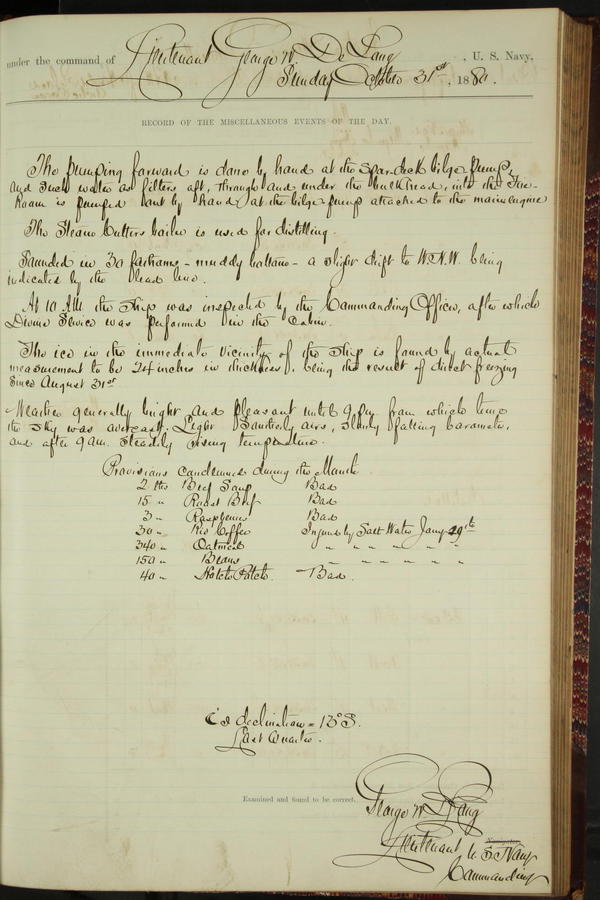 under the command of Lieutenant George W. De Long, U. S. Navy,
Sunday October 31st, 1880.
RECORD OF THE MISCELLANEOUS EVENTS OF THE DAY.
The pumping forward is done by hand at the spar-deck bilge pump,
and such water as filters aft, through and under the bulkhead, into the Fire-
Room is pumped out by hand at the bilge pump attached to the main engine
The Steam Cutters boiler is used for distilling.
Sounded in 30 fathoms - muddy bottom - a slight drift to W.N.W. being
indicated by the lead line.
At 10 A.M. the Ship was inspected by the Commanding Officer, after which
Divine Service was performed in the Cabin.
The ice in the immediate vicinity of the Ship is found by actual
measurement to be 24 inches in thickness, being the result of direct freezing
since August 31st
Weather generally bright and pleasant until 9 pm from which time
the sky was overcast. Light Southerly airs, slowly falling barometer,
and after 9 am. steadily rising temperature.
Provisions condemned during the Month
2 lbs Beef Soup Bad
15 " Roast Beef Bad
3 " Raspberries Bad
30 " Rio Coffee Injured by Salt Water Jany 19th
340 " Oatmeal " " " " "
150 " Beans " " " " "
40 " Hotch Potch Bad.
☾'s declination = 13° S.
Last Quarter.
Examined and found to be correct.
George W. De Long
Navigator.
Lieutenant U. S. Navy
Commanding